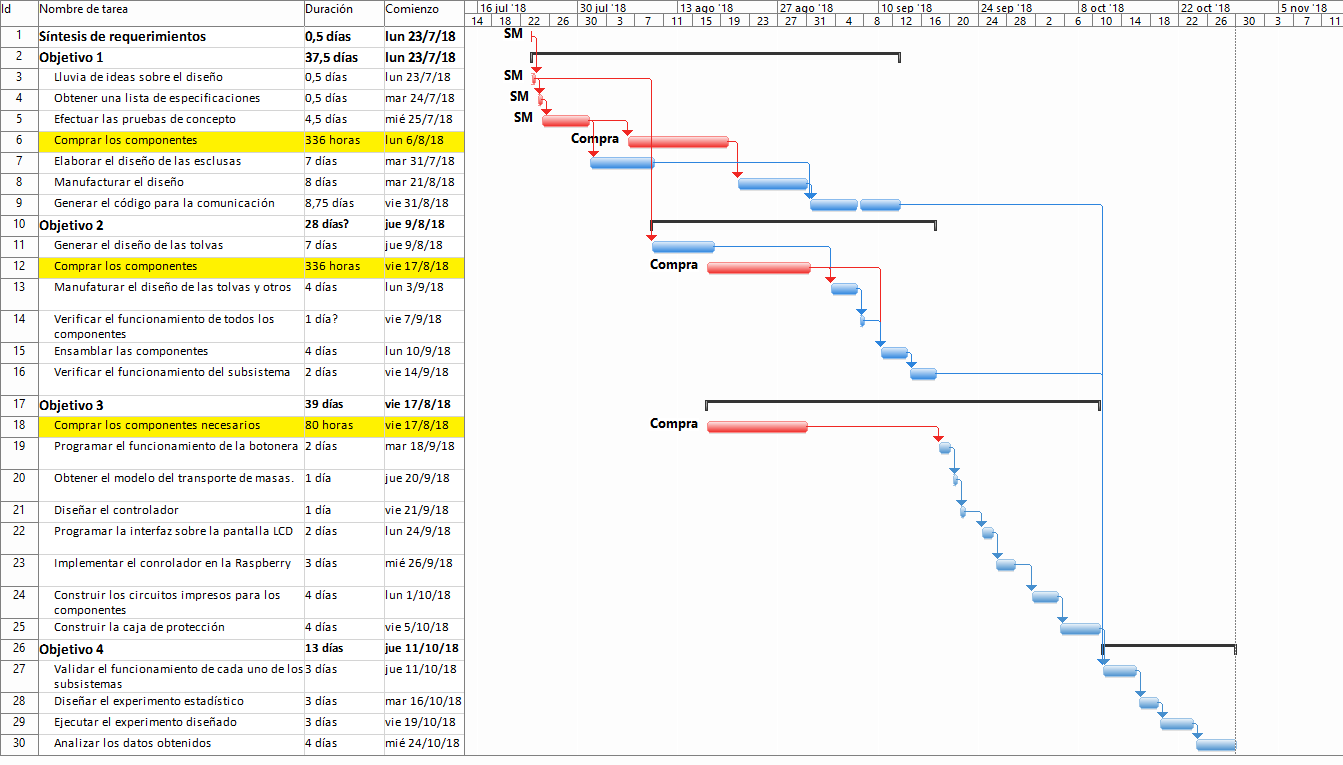 Id Nombre de tarea Duración Comienzo 16 jul '18 30 jul '18 13 ago '18 27 ago '18 10 sep '18 24 sep '18 8 oct '18 22 oct '18 5 nov '18
14 18 22 26 30 3 7 11 15 19 23 27 31 4 8 12 16 20 24 28 2 6 10 14 18 22 26 30 3 7 11
1 Síntesis de requerimientos 0,5 días lun 23/7/18 SM
2 Objetivo 1 37,5 días lun 23/7/18
3 Lluvia de ideas sobre el diseño 0,5 días lun 23/7/18 SM
4 Obtener una lista de especificaciones 0,5 días mar 24/7/18 SM
5 Efectuar las pruebas de concepto 4,5 días mié 25/7/18 SM
6 Comprar los componentes 336 horas lun 6/8/18 Compra
7 Elaborar el diseño de las esclusas 7 días mar 31/7/18
8 Manufacturar el diseño 8 días mar 21/8/18
9 Generar el código para la comunicación 8,75 días vie 31/8/18
10 Objetivo 2 28 días? jue 9/8/18
11 Generar el diseño de las tolvas 7 días jue 9/8/18
12 Comprar los componentes 336 horas vie 17/8/18 Compra
13 Manufaturar el diseño de las tolvas y otros 4 días lun 3/9/18
14 Verificar el funcionamiento de todos los 1 día? vie 7/9/18
componentes
15 Ensamblar las componentes 4 días lun 10/9/18
16 Verificar el funcionamiento del subsistema 2 días vie 14/9/18
17 Objetivo 3 39 días vie 17/8/18
18 Comprar los componentes necesarios 80 horas vie 17/8/18 Compra
19 Programar el funcionamiento de la botonera 2 días mar 18/9/18
20 Obtener el modelo del transporte de masas. 1 día jue 20/9/18
21 Diseñar el controlador 1 día vie 21/9/18
22 Programar la interfaz sobre la pantalla LCD 2 días lun 24/9/18
23 Implementar el conrolador en la Raspberry 3 días mié 26/9/18
24 Construir los circuitos impresos para los 4 días lun 1/10/18
componentes
25 Construir la caja de protección 4 días vie 5/10/18
26 Objetivo 4 13 días jue 11/10/18
27 Validar el funcionamiento de cada uno de los 3 días jue 11/10/18
subsistemas
28 Diseñar el experimento estadístico 3 días mar 16/10/18
29 Ejecutar el experimento diseñado 3 días vie 19/10/18
30 Analizar los datos obtenidos 4 días mié 24/10/18